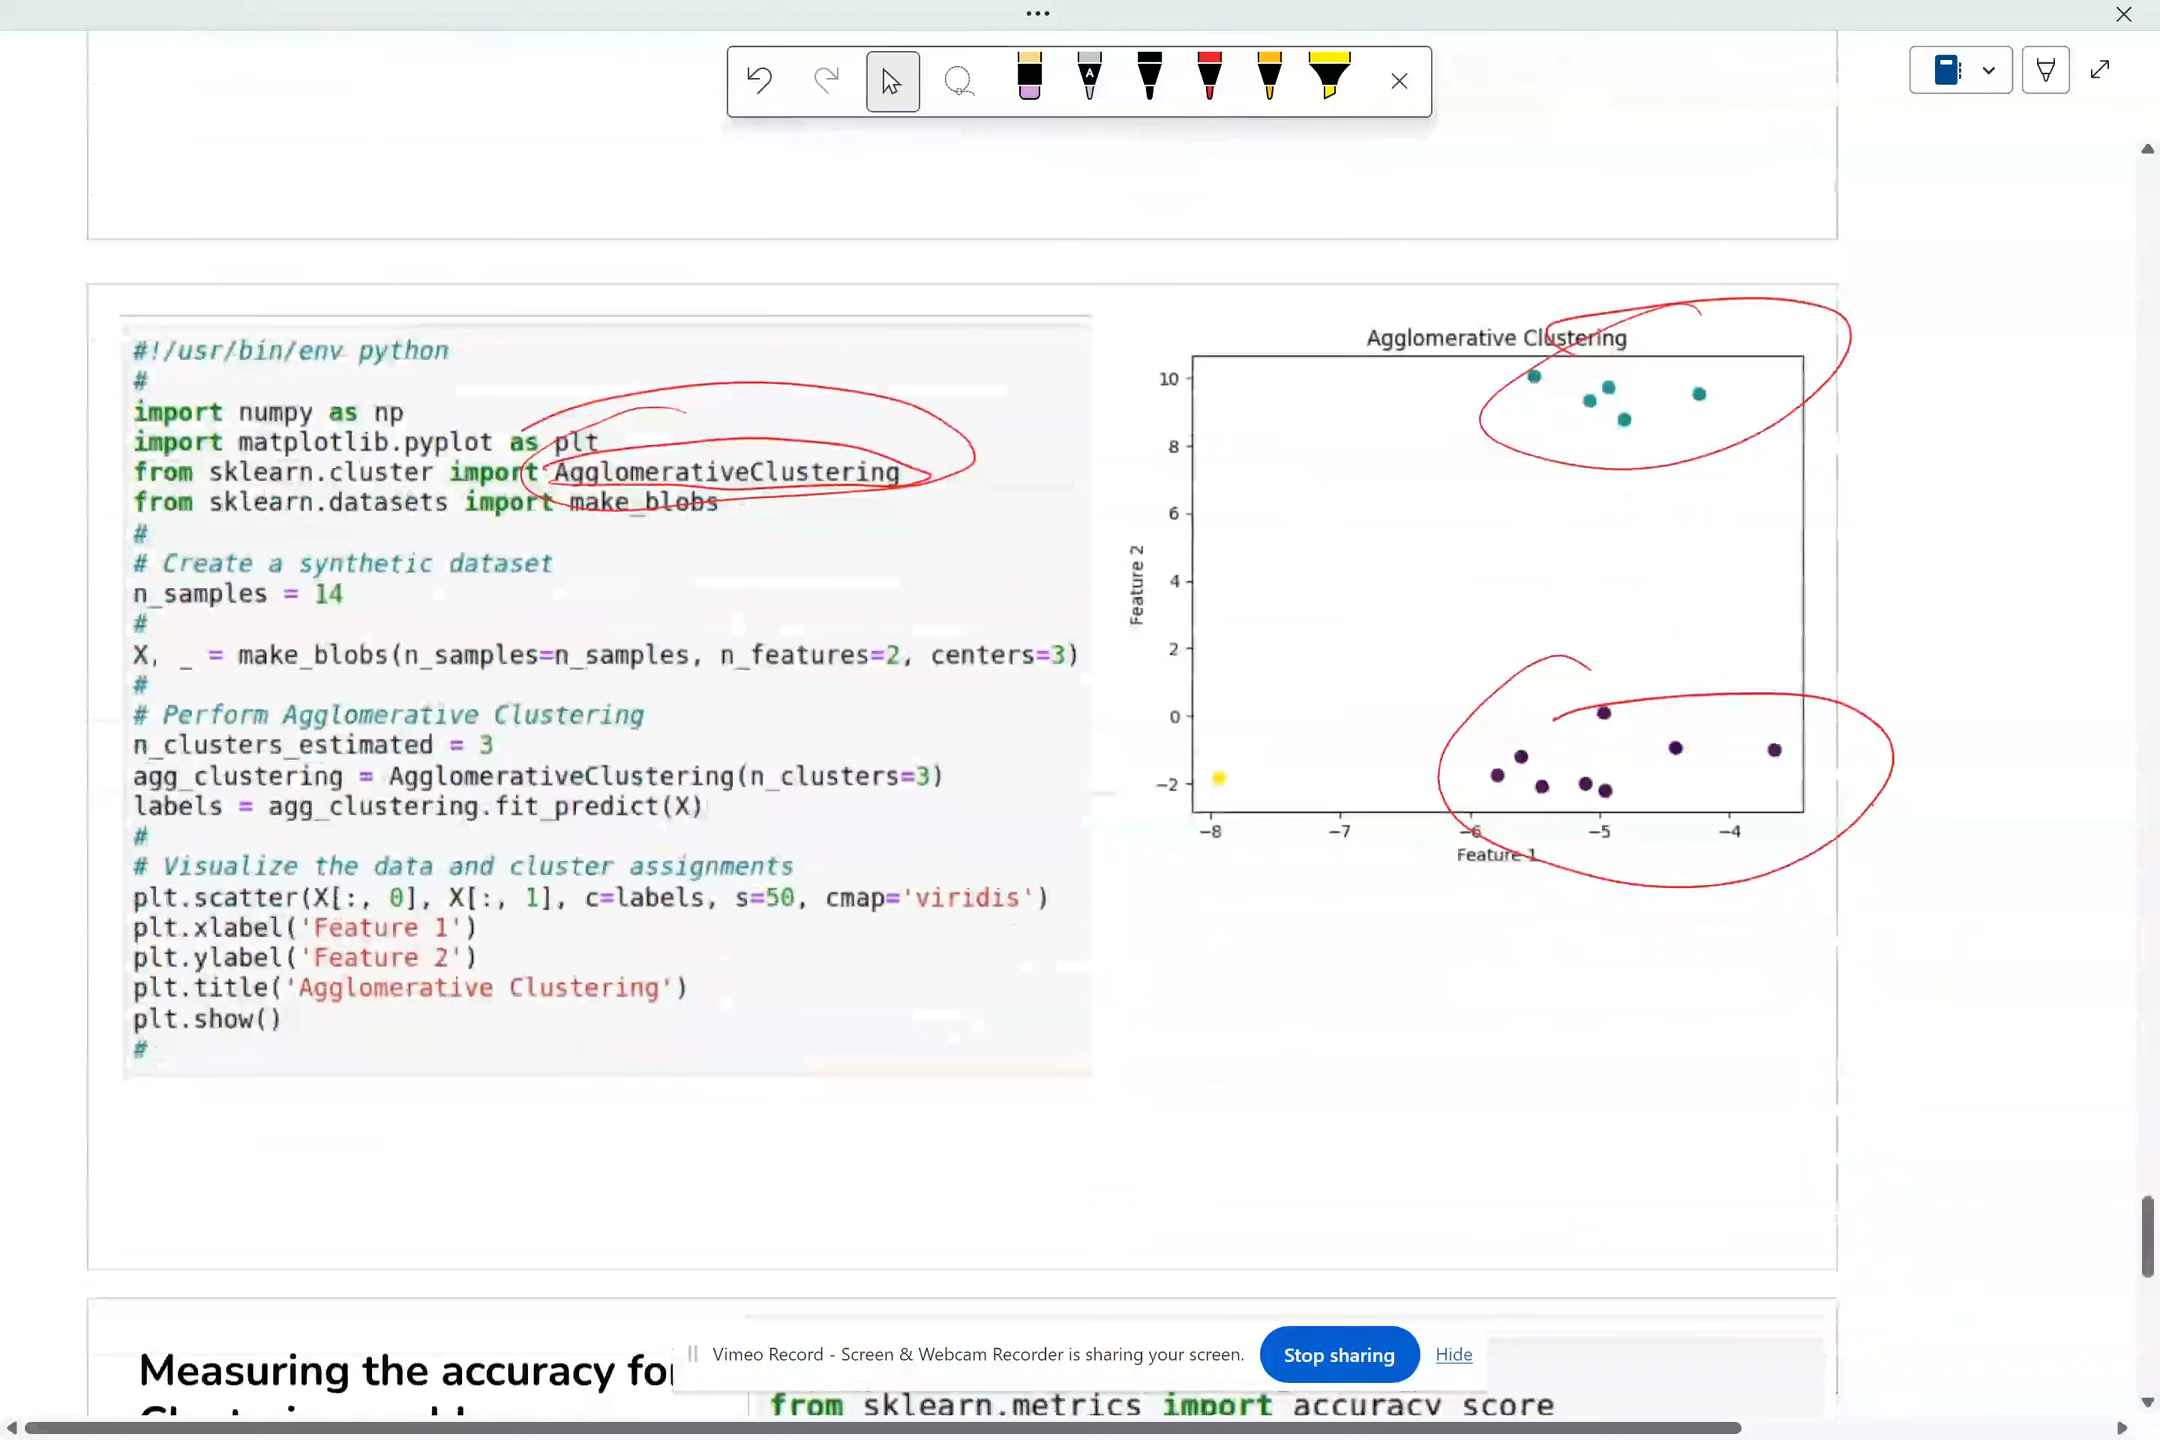 #!/usr/bin/env python
#
import numpy as np
import matplotlib.pyplot as plt
from sklearn.cluster import AgglomerativeClustering
from sklearn.datasets import make_blobs
#
# Create a synthetic dataset
n_samples = 14
#
X, _ = make_blobs(n_samples=n_samples, n_features=2, centers=3)
#
# Perform Agglomerative Clustering
n_clusters_estimated = 3
agg_clustering = AgglomerativeClustering(n_clusters=3)
labels = agg_clustering.fit_predict(X)
#
# Visualize the data and cluster assignments
plt.scatter(X[:, 0], X[:, 1], c=labels, s=50, cmap='viridis')
plt.xlabel('Feature 1')
plt.ylabel('Feature 2')
plt.title('Agglomerative Clustering')
plt.show()
#
Agglomerative Clustering
10
8
6
4
2
0
−2
Feature 2
−8 −7 −6 −5 −4
Feature 1
Measuring the accuracy for
Vimeo Record - Screen & Webcam Recorder is sharing your screen. Stop sharing Hide
from sklearn.metrics import accuracy_score